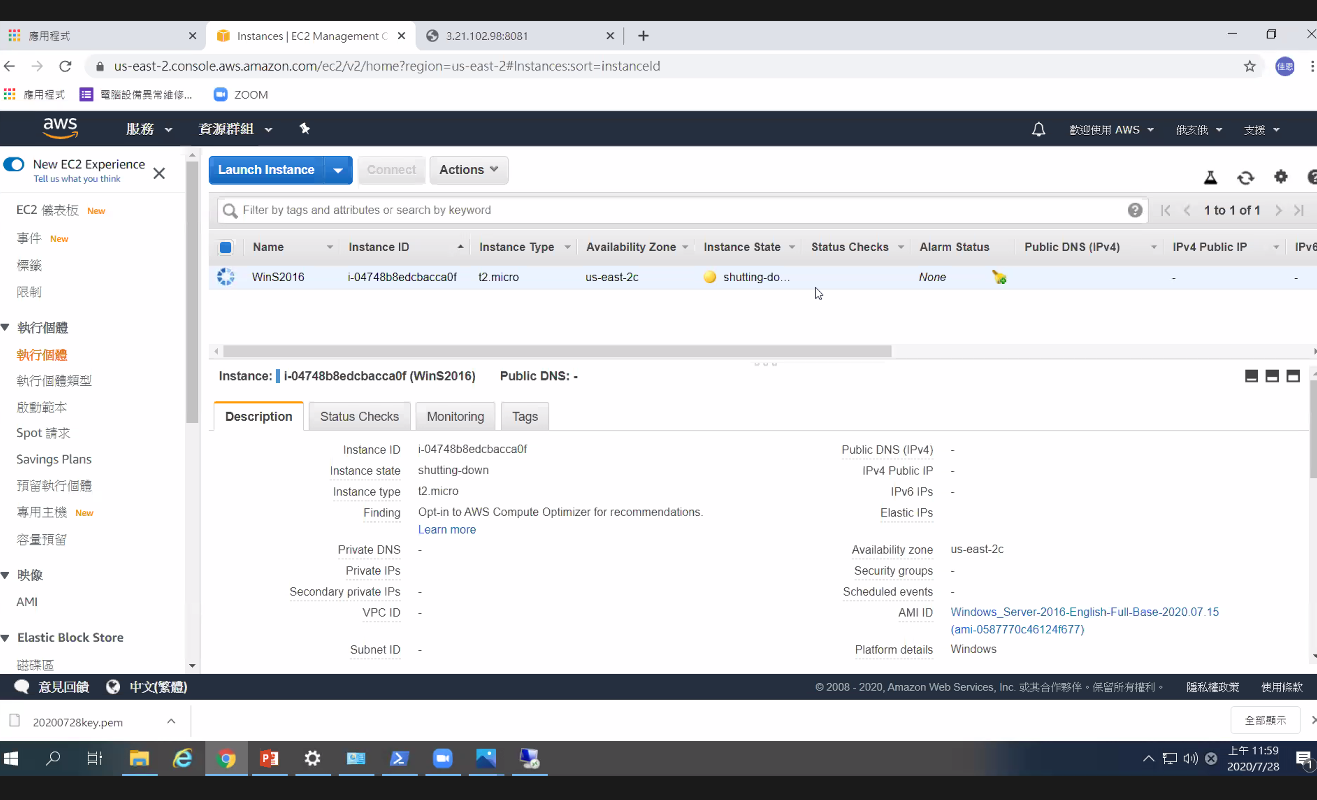 應用程式
Instances | EC2 Management C
3.21.102.98:8081
us-east-2.console.aws.amazon.com/ec2/v2/home?region=us-east-2#Instances:sort=instanceId
佳恩
應用程式
電腦設備異常維修...
ZOOM
aws
服務
資源群組
歡迎使用 AWS
俄亥俄
支援
New EC2 Experience
Tell us what you think
Launch Instance
Connect
Actions
Filter by tags and attributes or search by keyword
1 to 1 of 1
Name
Instance ID
Instance Type
Availability Zone
Instance State
Status Checks
Alarm Status
Public DNS (IPv4)
IPv4 Public IP
IPv6
WinS2016
i-04748b8edcbacca0f
t2.micro
us-east-2c
shutting-do...
None
-
-
EC2 儀表板 New
事件 New
標籤
限制
執行個體
執行個體
執行個體類型
啟動範本
Spot 請求
Savings Plans
預留執行個體
專用主機 New
容量預留
映像
AMI
Elastic Block Store
磁碟區
Instance: i-04748b8edcbacca0f (WinS2016) Public DNS: -
Description
Status Checks
Monitoring
Tags
Instance ID i-04748b8edcbacca0f
Instance state shutting-down
Instance type t2.micro
Finding Opt-in to AWS Compute Optimizer for recommendations.
Learn more
Private DNS -
Private IPs
Secondary private IPs -
VPC ID -
Subnet ID -
Public DNS (IPv4) -
IPv4 Public IP -
IPv6 IPs -
Elastic IPs
Availability zone us-east-2c
Security groups -
Scheduled events -
AMI ID Windows_Server-2016-English-Full-Base-2020.07.15
(ami-0587770c46124f677)
Platform details Windows
意見回饋
中文(繁體)
© 2008 - 2020, Amazon Web Services, Inc. 或其合作夥伴。保留所有權利。
隱私權政策
使用條款
20200728key.pem
全部顯示
上午 11:59
2020/7/28
1